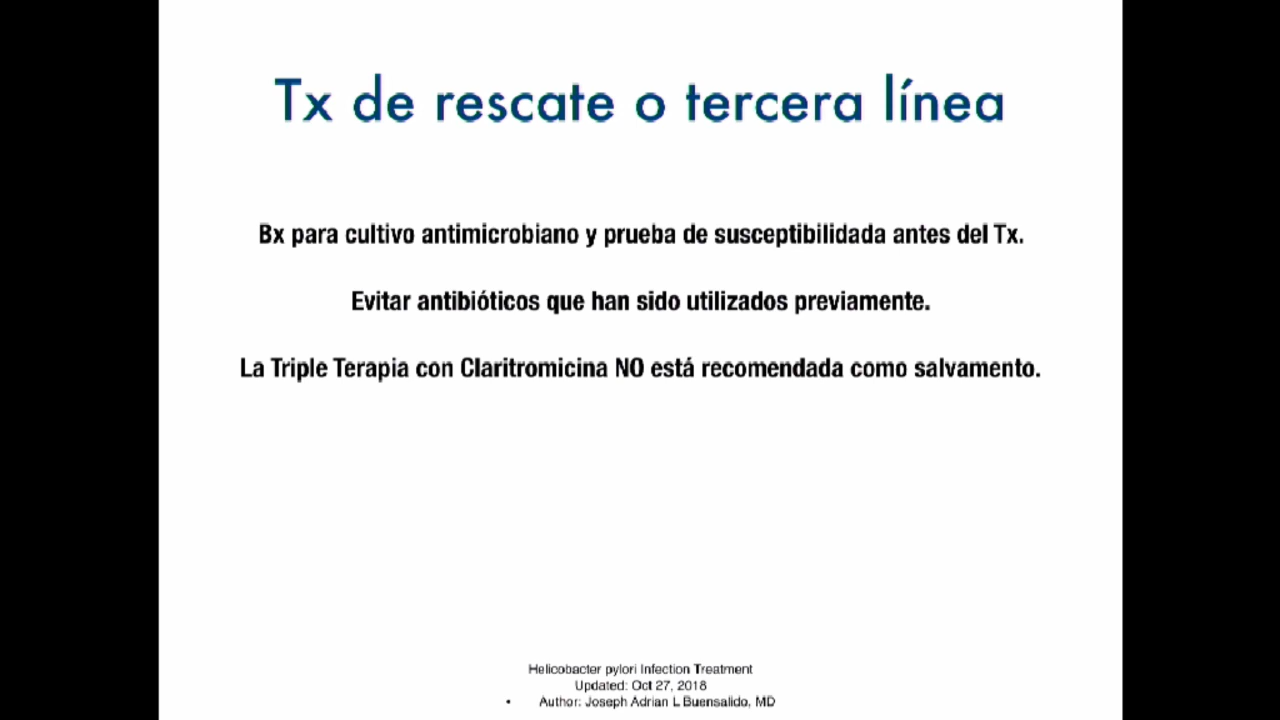 Tx de rescate o tercera línea
Bx para cultivo antimicrobiano y prueba de susceptibilidada antes del Tx.
Evitar antibióticos que han sido utilizados previamente.
La Triple Terapia con Claritromicina NO está recomendada como salvamento.
Helicobacter pylori Infection Treatment
Updated: Oct 27, 2018
• Author: Joseph Adrian L Buensalido, MD